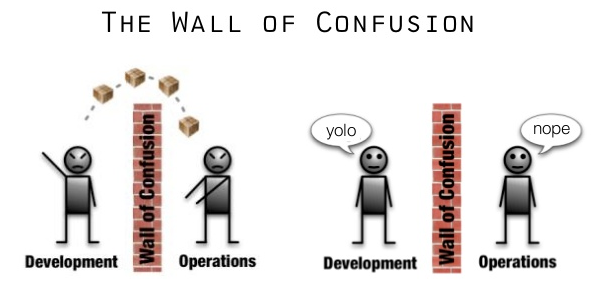 The Wall of Confusion
Wall of Confusion
Development
Operations
yolo
nope
Wall of Confusion
Development
Operations